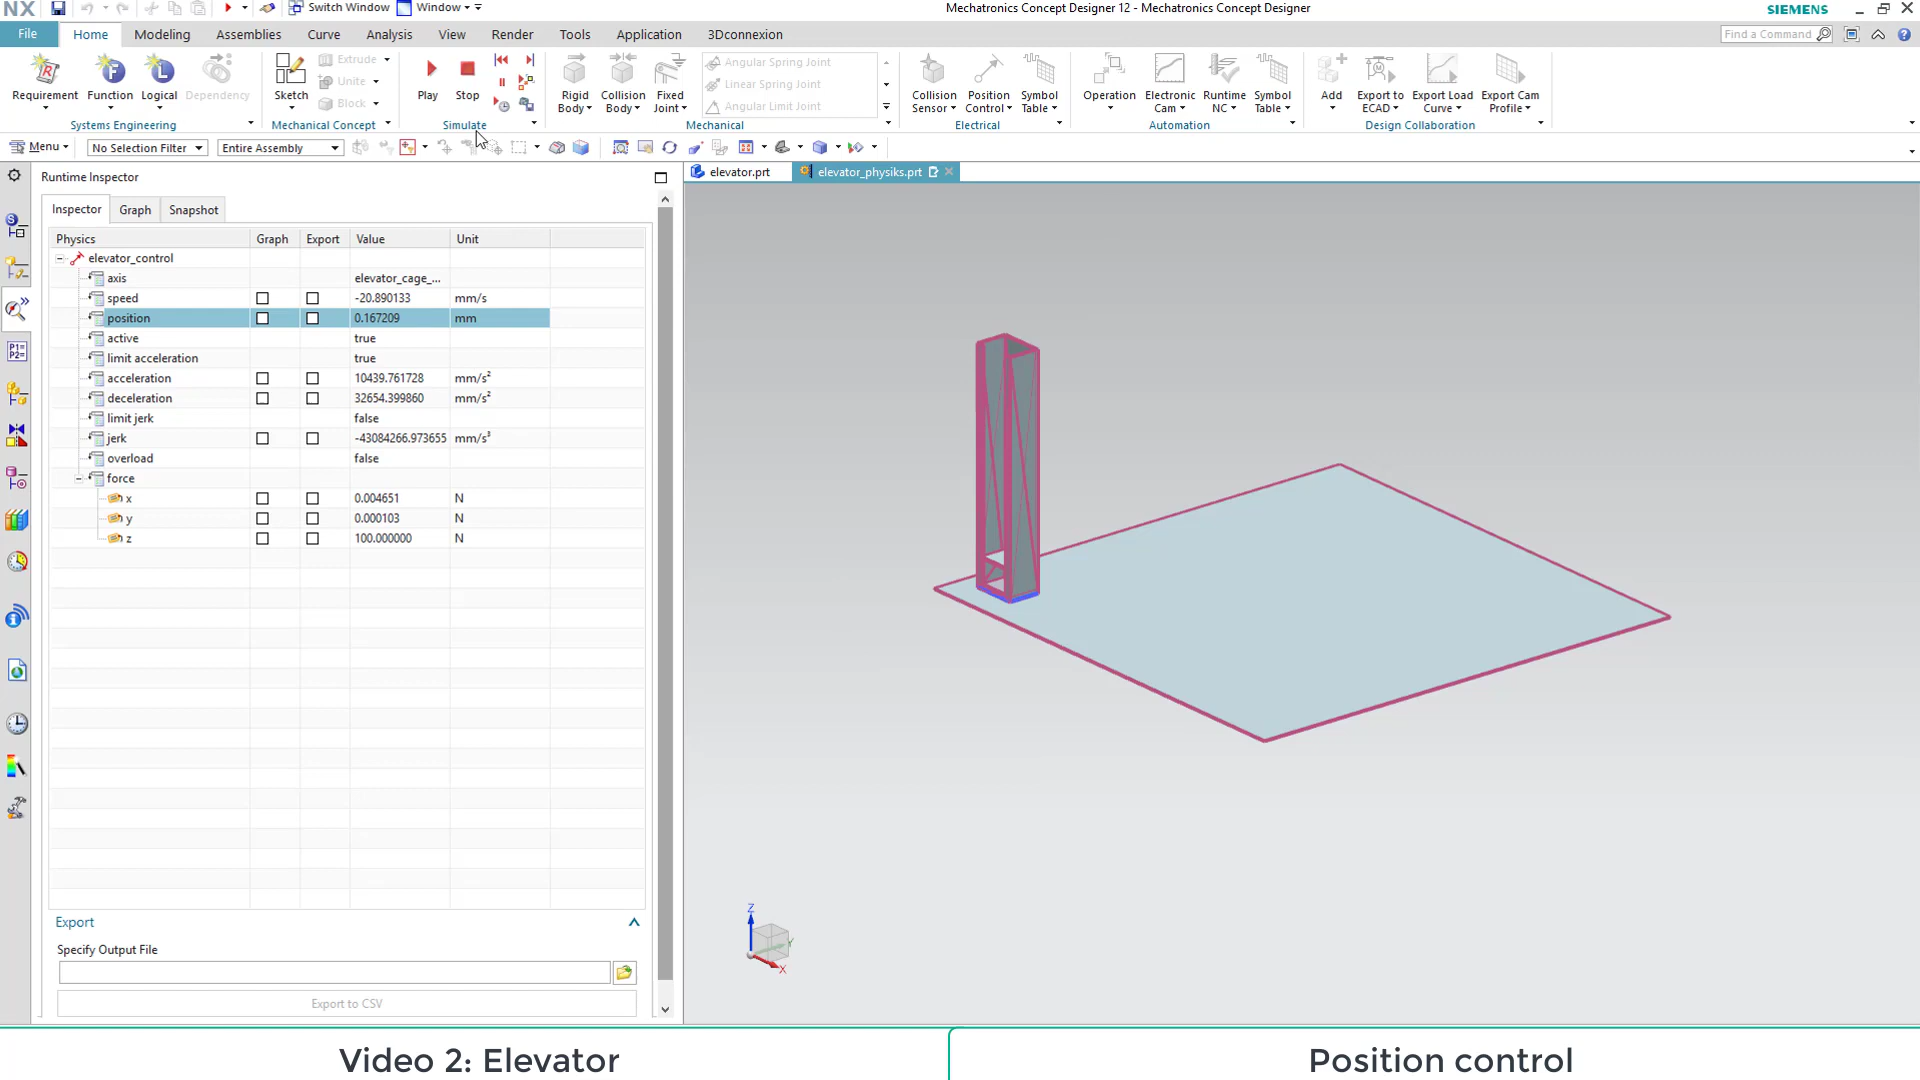 NX Switch Window Window Mechatronics Concept Designer 12 - Mechatronics Concept Designer SIEMENS
File Home Modeling Assemblies Curve Analysis View Render Tools Application 3Dconnexion Find a Command
Requirement Function Logical Dependency
Systems Engineering
Sketch Extrude Unite Block
Mechanical Concept
Play Stop
Simulate
Rigid Body Collision Body Fixed Joint
Angular Spring Joint
Linear Spring Joint
Angular Limit Joint
Mechanical
Collision Sensor Position Control Symbol Table
Electrical
Operation Electronic Cam Runtime NC Symbol Table
Automation
Add Export to ECAD Export Load Curve Export Cam Profile
Design Collaboration
Menu No Selection Filter Entire Assembly
Runtime Inspector
elevator.prt elevator_physiks.prt
Inspector Graph Snapshot
Physics Graph Export Value Unit
elevator_control
axis elevator_cage_...
speed -20.890133 mm/s
position 0.167209 mm
active true
limit acceleration true
acceleration 10439.761728 mm/s²
deceleration 32654.399860 mm/s²
limit jerk false
jerk -43084266.973655 mm/s³
overload false
force
x 0.004651 N
y 0.000103 N
z 100.000000 N
Export
Specify Output File
Export to CSV
Z
Y
X
Video 2: Elevator
Position control